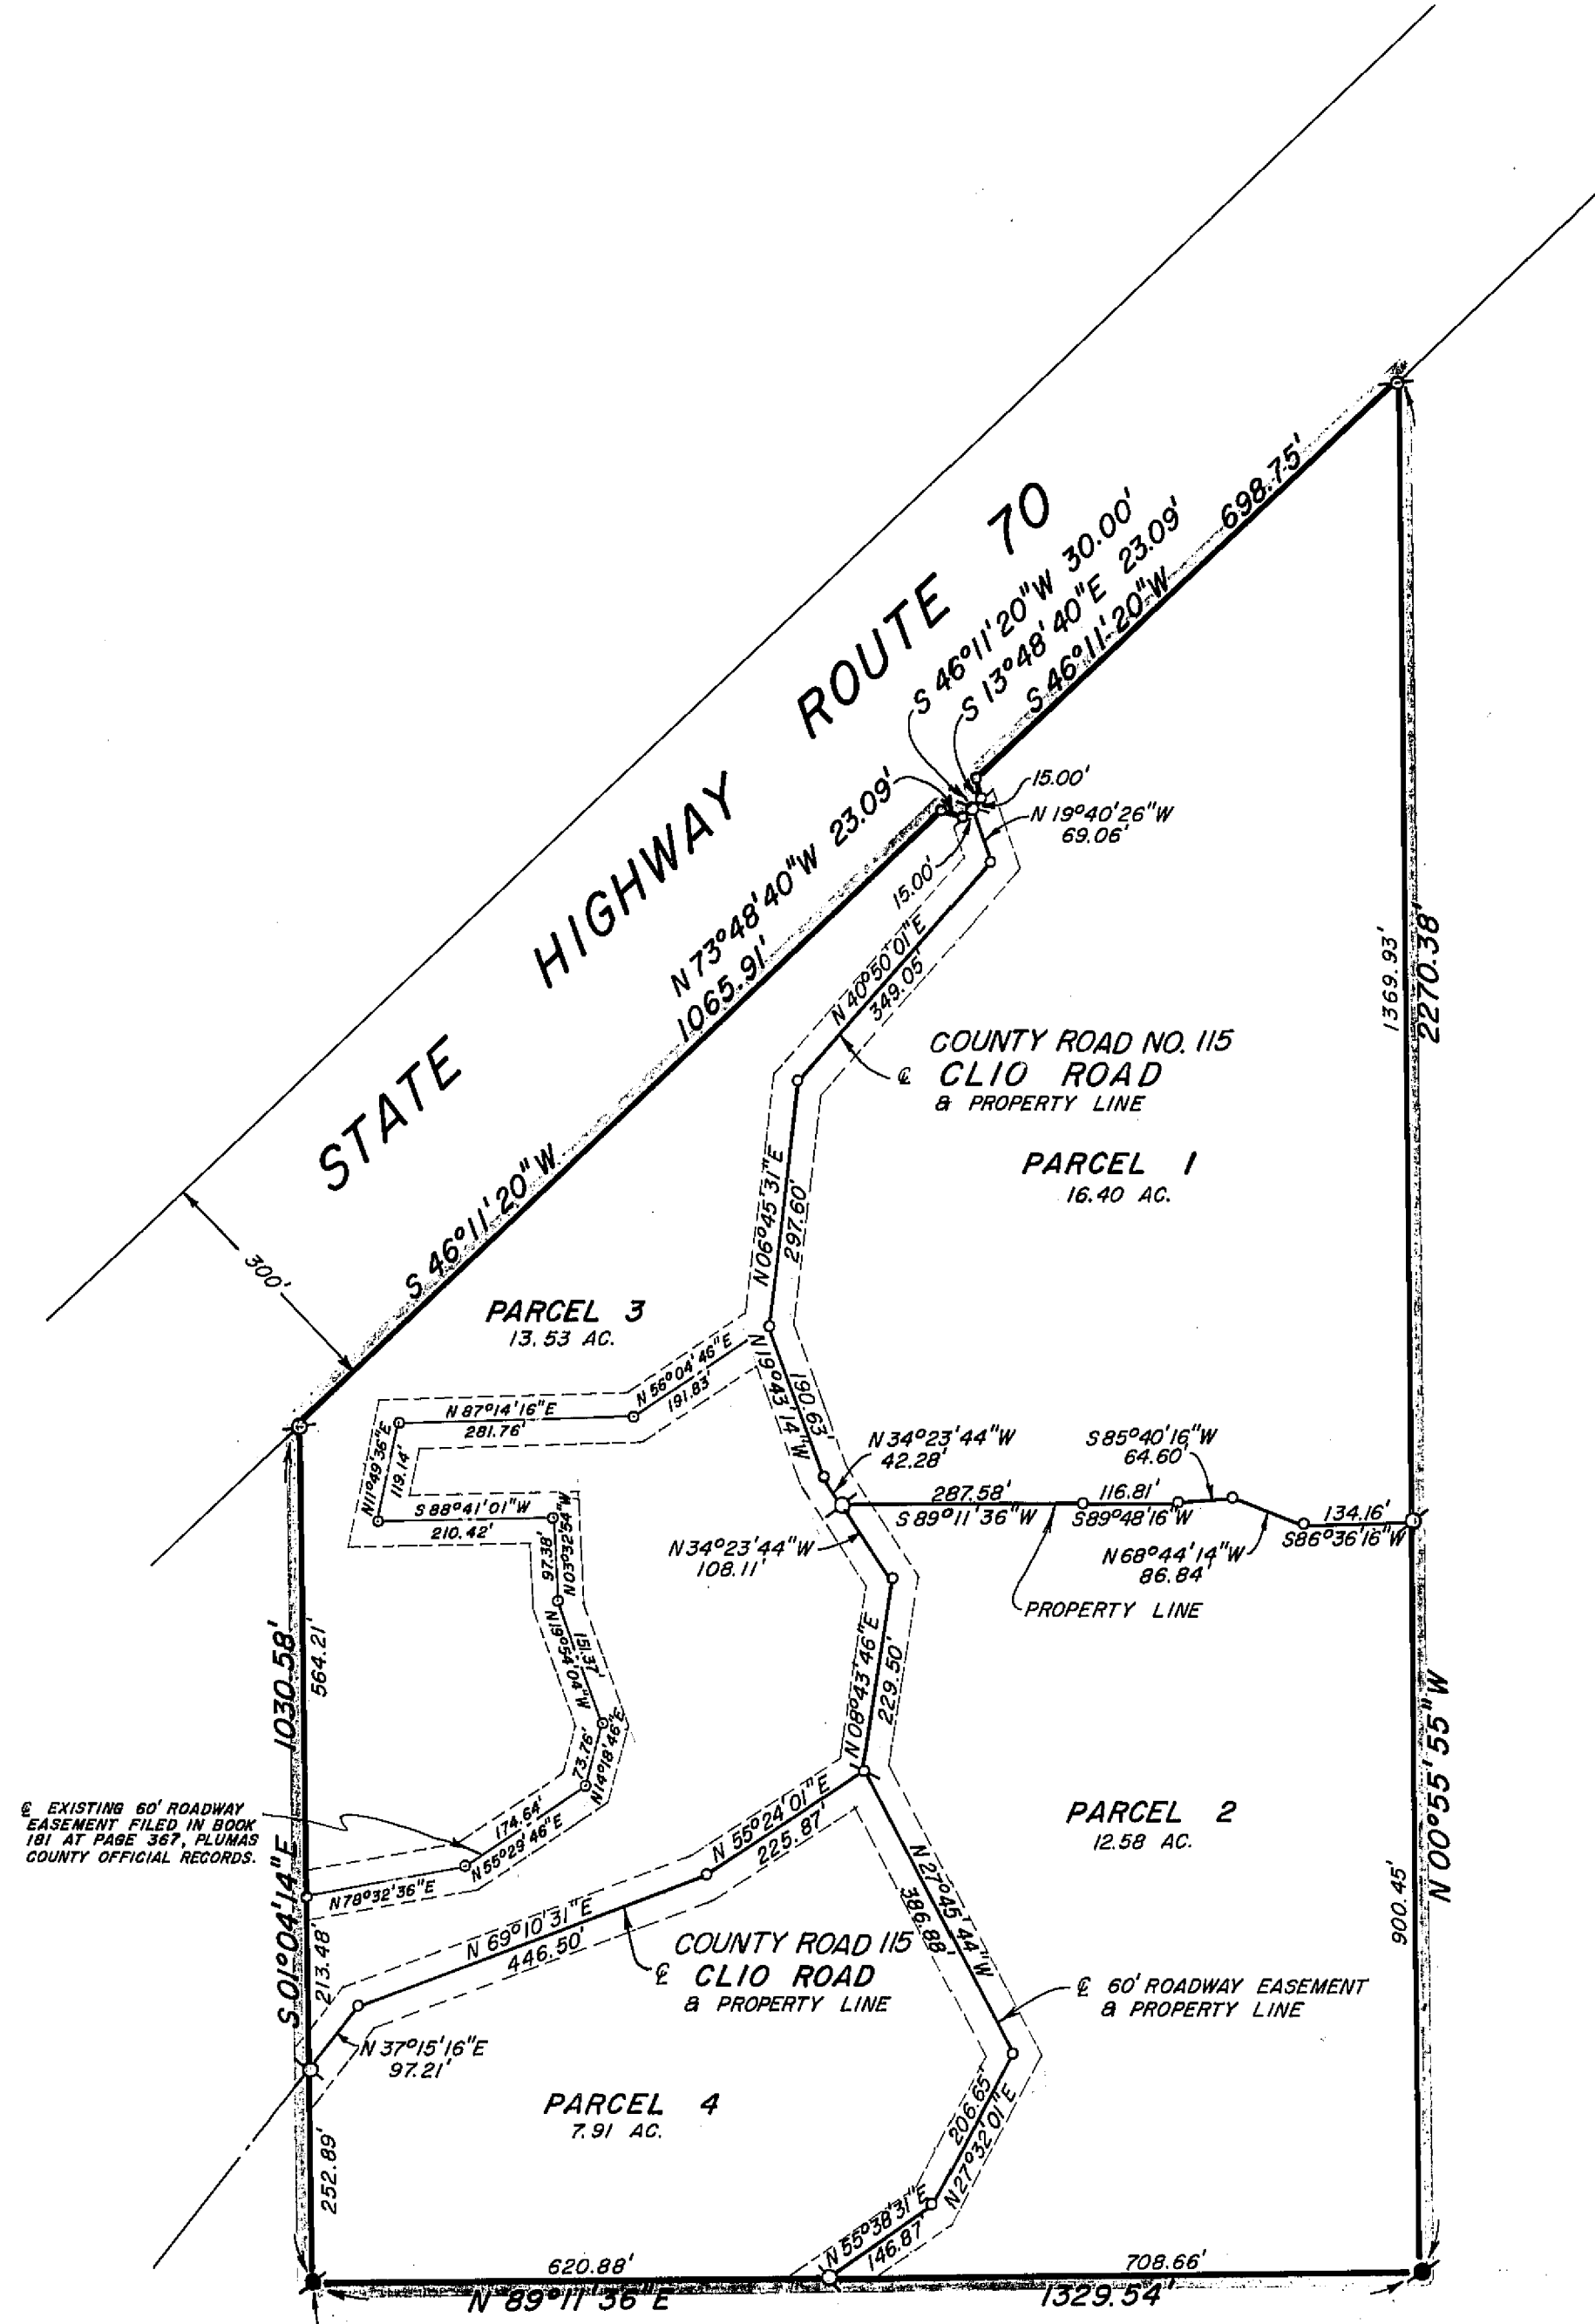 STATE HIGHWAY ROUTE 70
S 46°11'20"W 30.00'
S 13°48'40"E 23.09'
S 46°11'20"W 698.75'
15.00'
N 19°40'26"W
69.06'
N 73°48'40"W 23.09'
1065.91'
15.00'
S 46°11'20"W
300'
N 40°50'01"E
349.05'
1369.93'
2270.38'
COUNTY ROAD NO. 115
℄ CLIO ROAD
& PROPERTY LINE
PARCEL 1
16.40 AC.
N 06°45'31"E
297.60'
PARCEL 3
13.53 AC.
N 56°04'46"E
191.83'
N 19°43'14"W
190.63'
N 87°14'16"E
281.76'
N 11°49'36"E
119.14'
S 88°41'01"W
210.42'
97.38'
N 03°32'54"W
N 34°23'44"W
42.28'
S 85°40'16"W
64.60'
287.58'
S 89°11'36"W
116.81'
S 89°48'16"W
134.16'
S 86°36'16"W
N 68°44'14"W
86.84'
PROPERTY LINE
N 34°23'44"W
108.11'
151.37'
N 19°54'04"W
N 08°43'46"E
229.50'
1030.58'
564.21'
73.76'
N 14°18'46"E
℄ EXISTING 60' ROADWAY
EASEMENT FILED IN BOOK
181 AT PAGE 367, PLUMAS
COUNTY OFFICIAL RECORDS.
174.64'
N 55°29'46"E
N 78°32'36"E
N 55°24'01"E
225.87'
PARCEL 2
12.58 AC.
N 00°55'55"W
900.45'
N 27°45'44"W
386.88'
S 01°04'14"E
213.48'
N 69°10'31"E
446.50'
COUNTY ROAD 115
℄ CLIO ROAD
& PROPERTY LINE
℄ 60' ROADWAY EASEMENT
& PROPERTY LINE
N 37°15'16"E
97.21'
PARCEL 4
7.91 AC.
206.65'
N 27°32'01"E
252.89'
N 55°38'31"E
146.87'
620.88'
708.66'
N 89°11'36"E
1329.54'